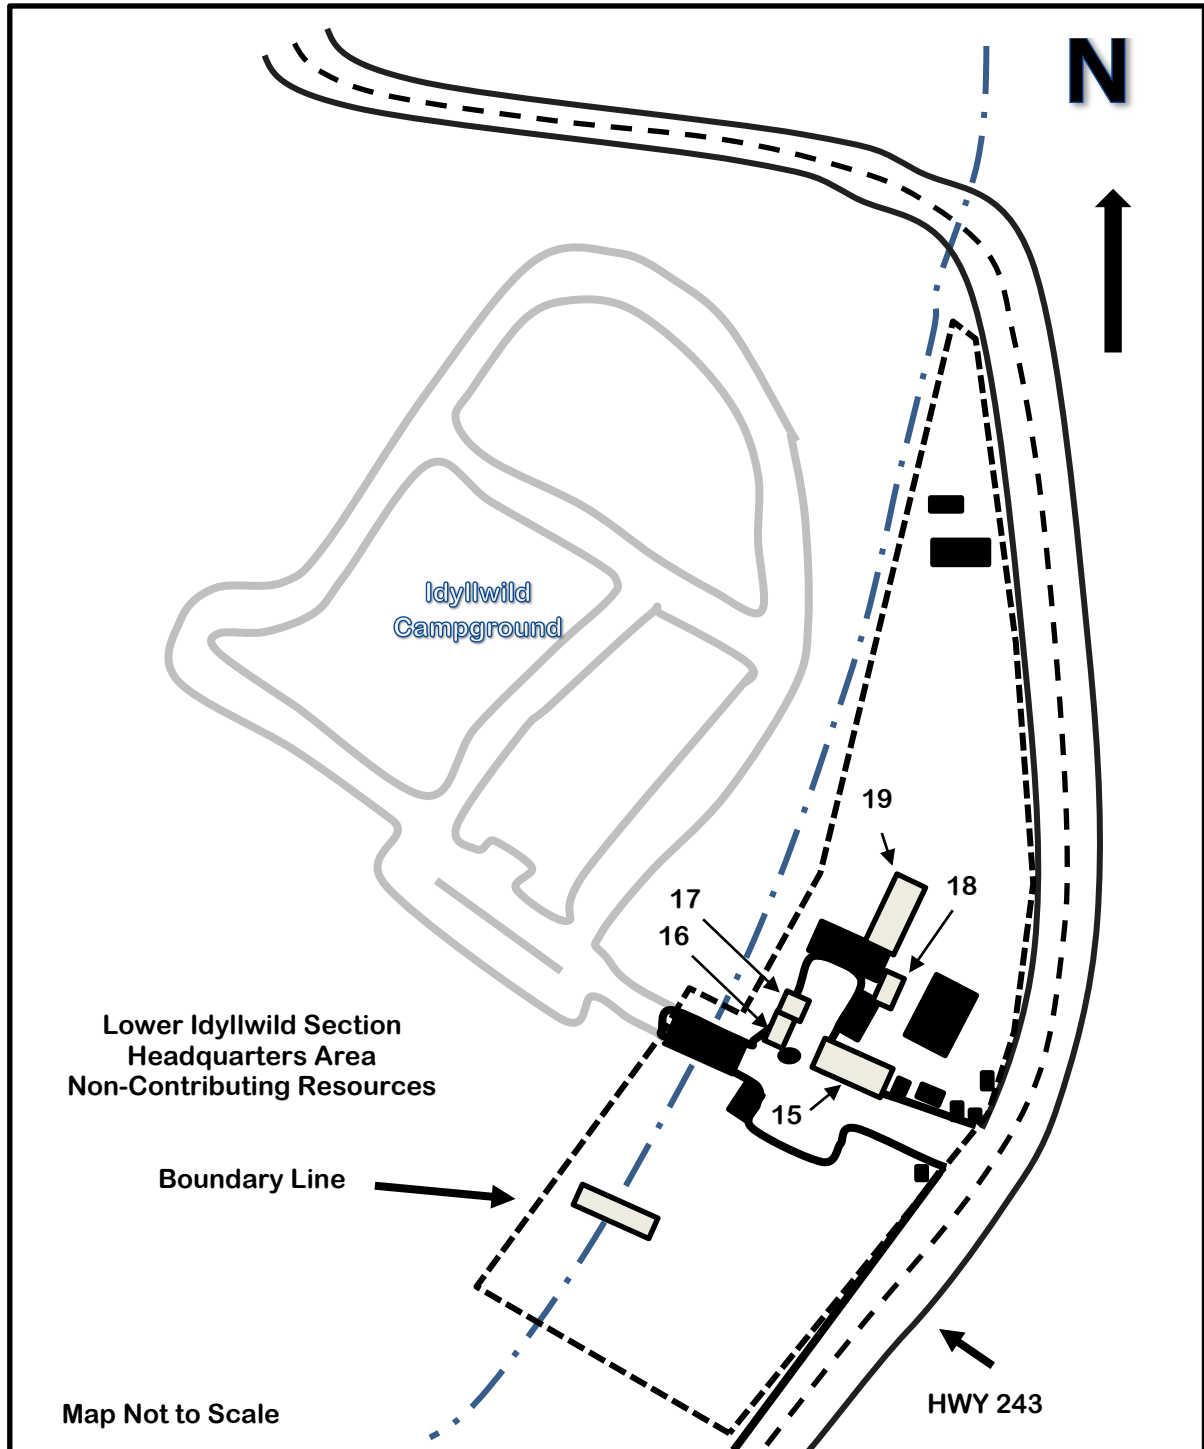 N
Idyllwild
Campground
19
18
17
16
Lower Idyllwild Section
Headquarters Area
Non-Contributing Resources
15
Boundary Line
HWY 243
Map Not to Scale